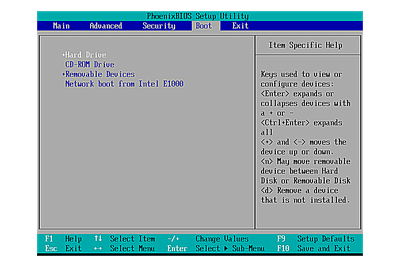 PhoenixBIOS Setup Utility
Main Advanced Security Boot Exit
+Hard Drive
CD-ROM Drive
+Removable Devices
Network boot from Intel E1000
Item Specific Help
Keys used to view or
configure devices:
<Enter> expands or
collapses devices with
a + or -
<Ctrl+Enter> expands
all
<+> and <-> moves the
device up or down.
<n> May move removable
device between Hard
Disk or Removable Disk
<d> Remove a device
that is not installed.
F1 Help ↑↓ Select Item -/+ Change Values F9 Setup Defaults
Esc Exit ↔ Select Menu Enter Select ▶ Sub-Menu F10 Save and Exit